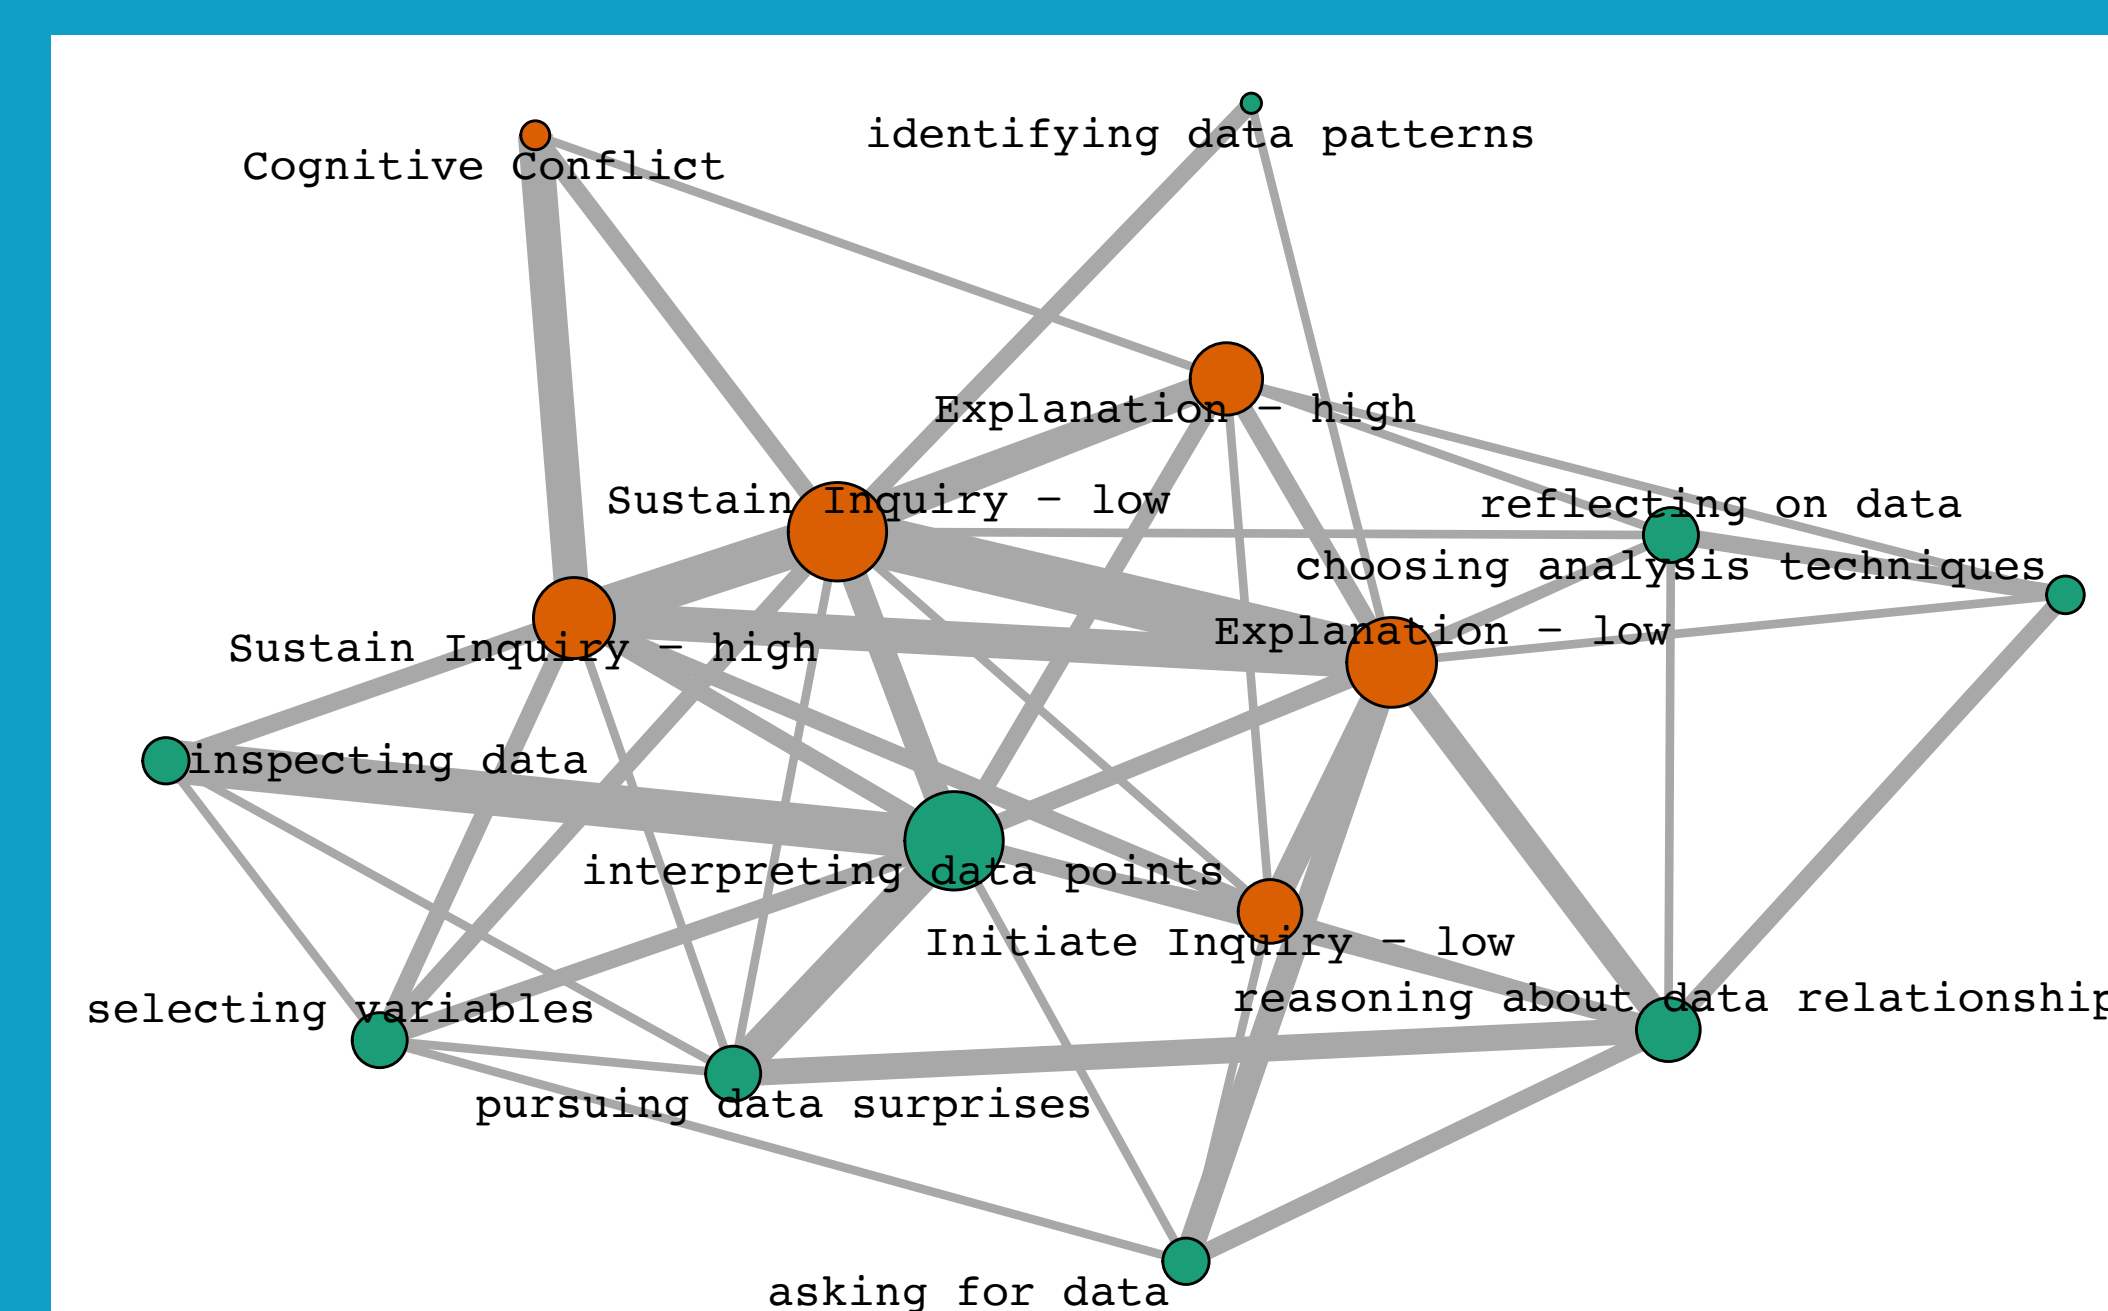 identifying data patterns
Cognitive Conflict
Explanation - high
Sustain Inquiry - low
reflecting on data
choosing analysis techniques
Explanation - low
Sustain Inquiry - high
inspecting data
interpreting data points
Initiate Inquiry - low
reasoning about data relationship
selecting variables
pursuing data surprises
asking for data